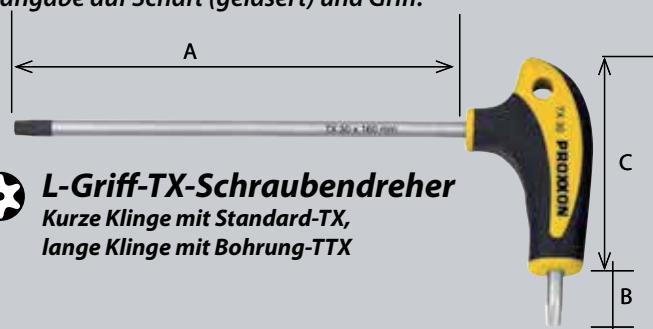 angabe auf Schaft (gelasert) und Griff.
A
TX 30 x 160 mm
TX 30 PROXXON
C
L-Griff-TX-Schraubendreher
Kurze Klinge mit Standard-TX,
lange Klinge mit Bohrung-TTX
B